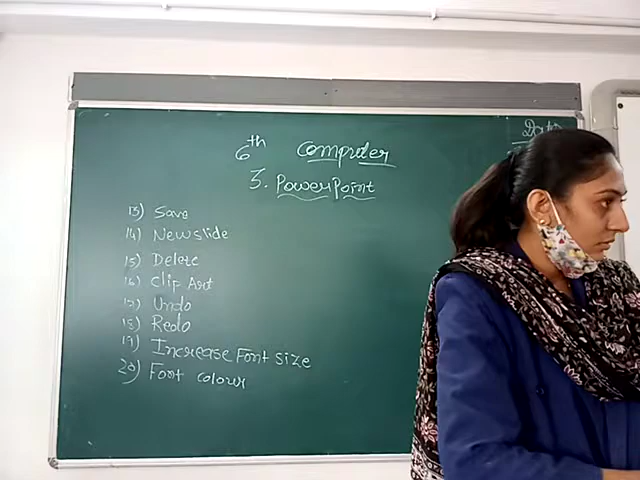 Date
6th Computer
3. PowerPoint
13) Save
14) New slide
15) Delete
16) Clip Art
17) Undo
18) Redo
19) Increase Font size
20) Font colour